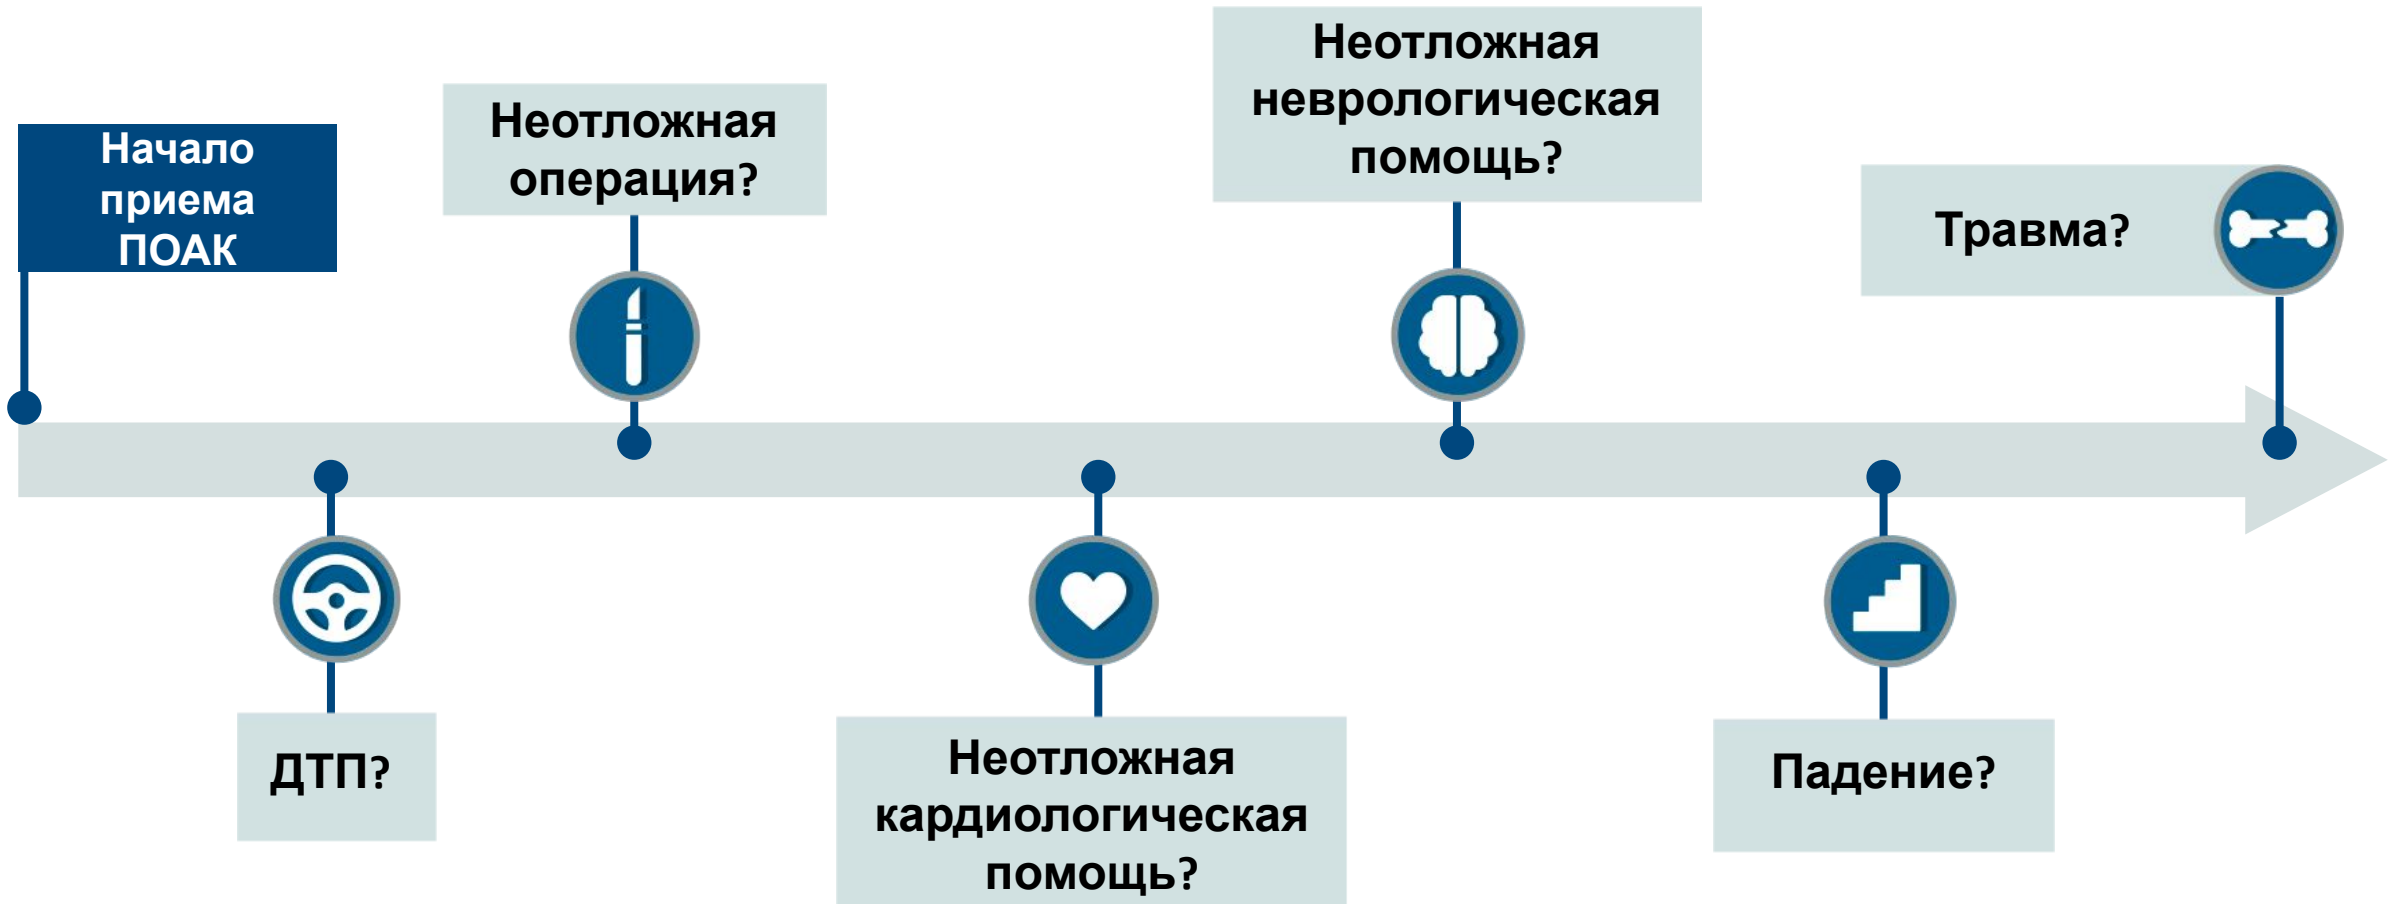 Начало
приема
ПОАК
ДТП?
Неотложная
операция?
Неотложная
кардиологическая
помощь?
Неотложная
неврологическая
помощь?
Падение?
Травма?